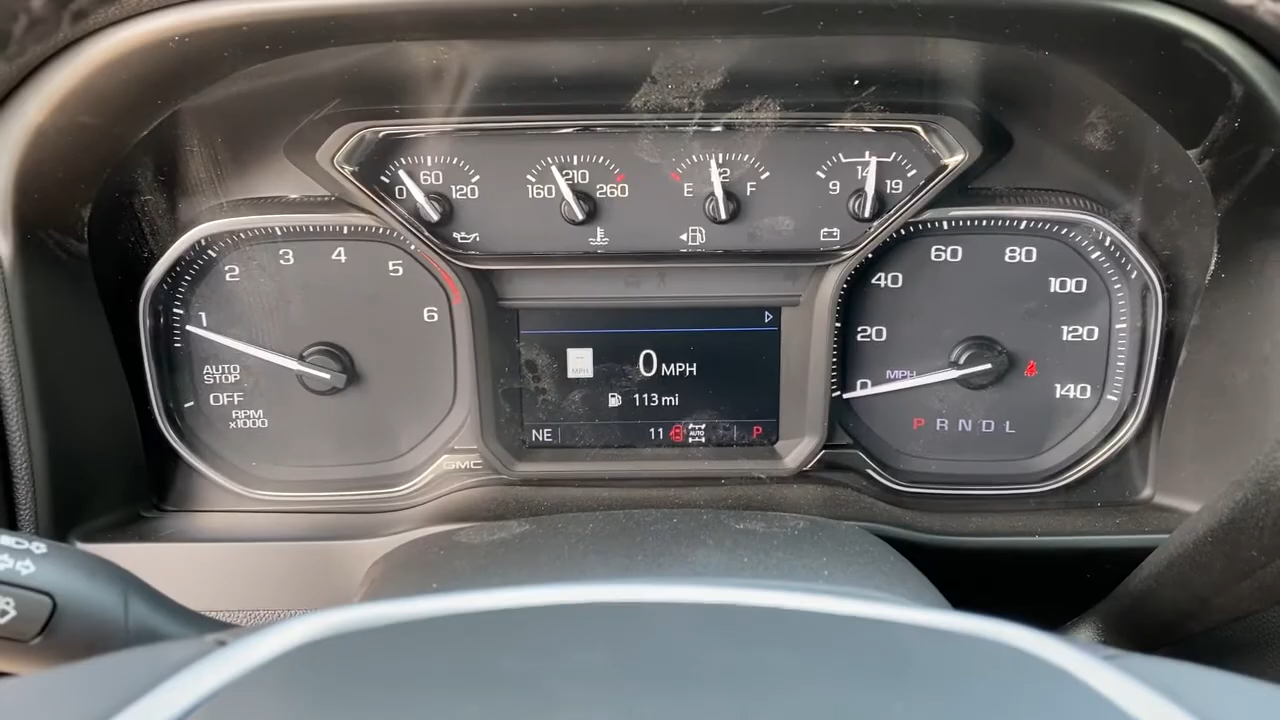 60
0 120
210
160 260
1/2
E F
14
9 19
1 2 3 4 5 6
AUTO
STOP
OFF
RPM
x1000
GMC
MPH
0 MPH
113 mi
NE 11 AUTO P
0 20 40 60 80 100 120 140
MPH
P R N D L